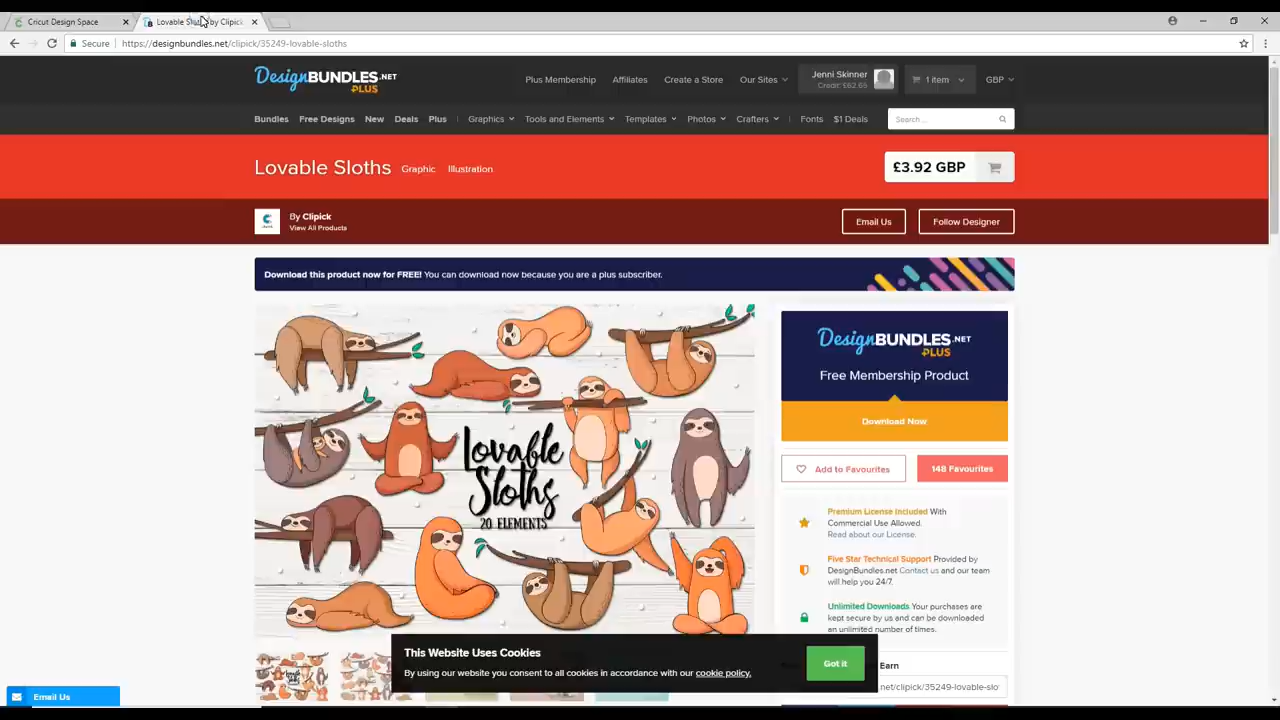 Cricut Design Space
Lovable Sloths by Clipick
Secure
https://designbundles.net/clipick/35249-lovable-sloths
DesignBUNDLES.NET
PLUS
Plus Membership
Affiliates
Create a Store
Our Sites
Jenni Skinner
Credit: £62.65
1 item
GBP
Bundles
Free Designs
New
Deals
Plus
Graphics
Tools and Elements
Templates
Photos
Crafters
Fonts
$1 Deals
Search ...
Lovable Sloths
Graphic
Illustration
£3.92 GBP
By Clipick
View All Products
Email Us
Follow Designer
Download this product now for FREE! You can download now because you are a plus subscriber.
Lovable
Sloths
20 ELEMENTS
DesignBUNDLES.NET
PLUS
Free Membership Product
Download Now
Add to Favourites
148 Favourites
Premium License Included With
Commercial Use Allowed.
Read about our License.
Five Star Technical Support Provided by
DesignBundles.net Contact us and our team
will help you 24/7.
Unlimited Downloads Your purchases are
kept secure by us and can be downloaded
an unlimited number of times.
This Website Uses Cookies
By using our website you consent to all cookies in accordance with our cookie policy.
Got it
Earn
.net/clipick/35249-lovable-slo
Email Us